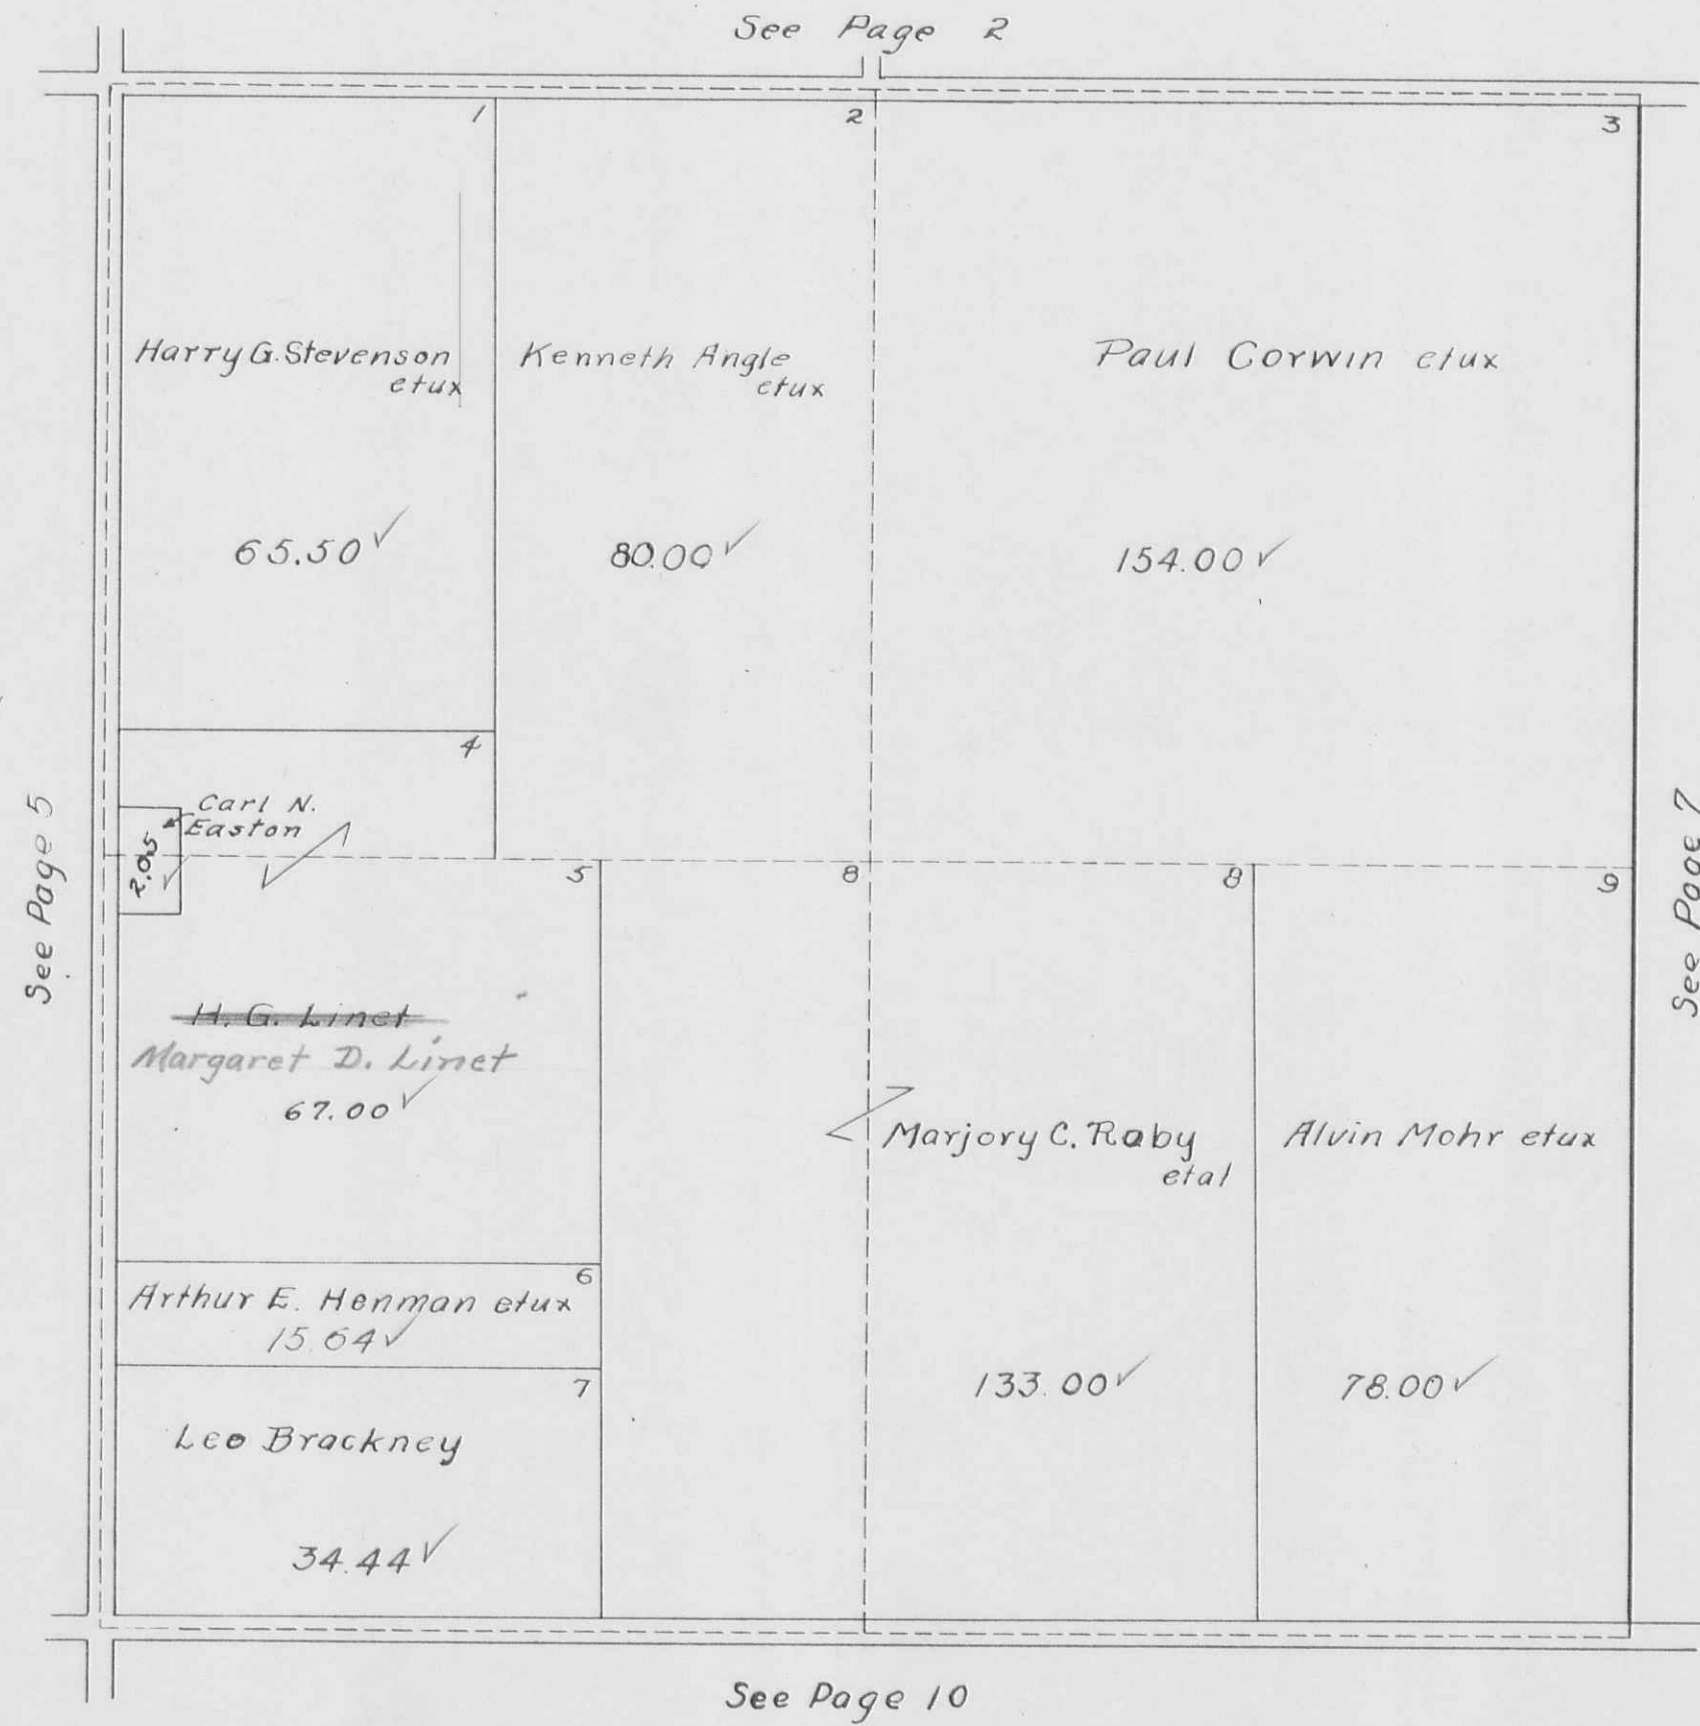 See Page 2
1
2
3
Harry G. Stevenson
etux
Kenneth Angle
etux
Paul Corwin etux
65.50✓
80.00✓
154.00✓
4
Carl N.
Easton
2.05✓
See Page 5
See Page 7
5
8
8
9
H. G. Linet
Margaret D. Linet
67.00✓
Marjory C. Raby
etal
Alvin Mohr etux
6
Arthur E. Henman etux
15.64✓
7
133.00✓
78.00✓
Leo Brackney
34.44✓
See Page 10